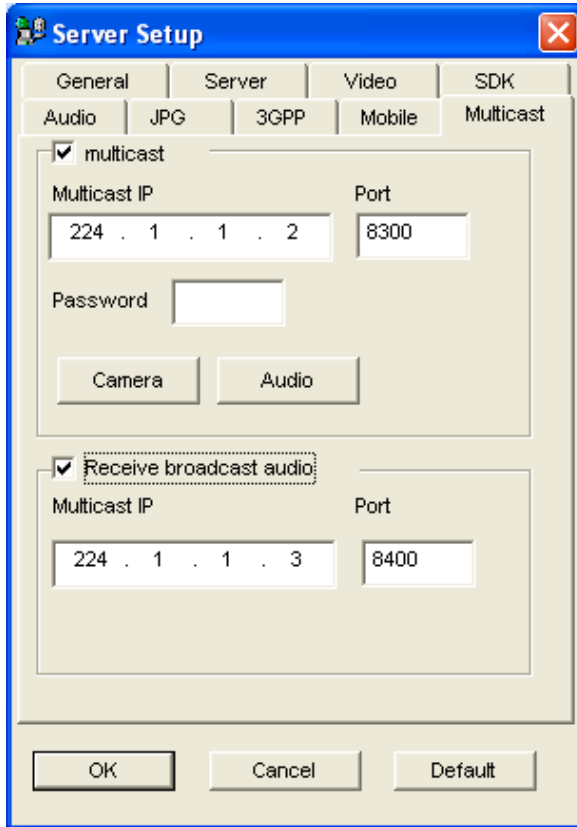 Server Setup
General Server Video SDK
Audio JPG 3GPP Mobile Multicast
multicast
Multicast IP Port
224 . 1 . 1 . 2 8300
Password
Camera Audio
Receive broadcast audio
Multicast IP Port
224 . 1 . 1 . 3 8400
OK Cancel Default